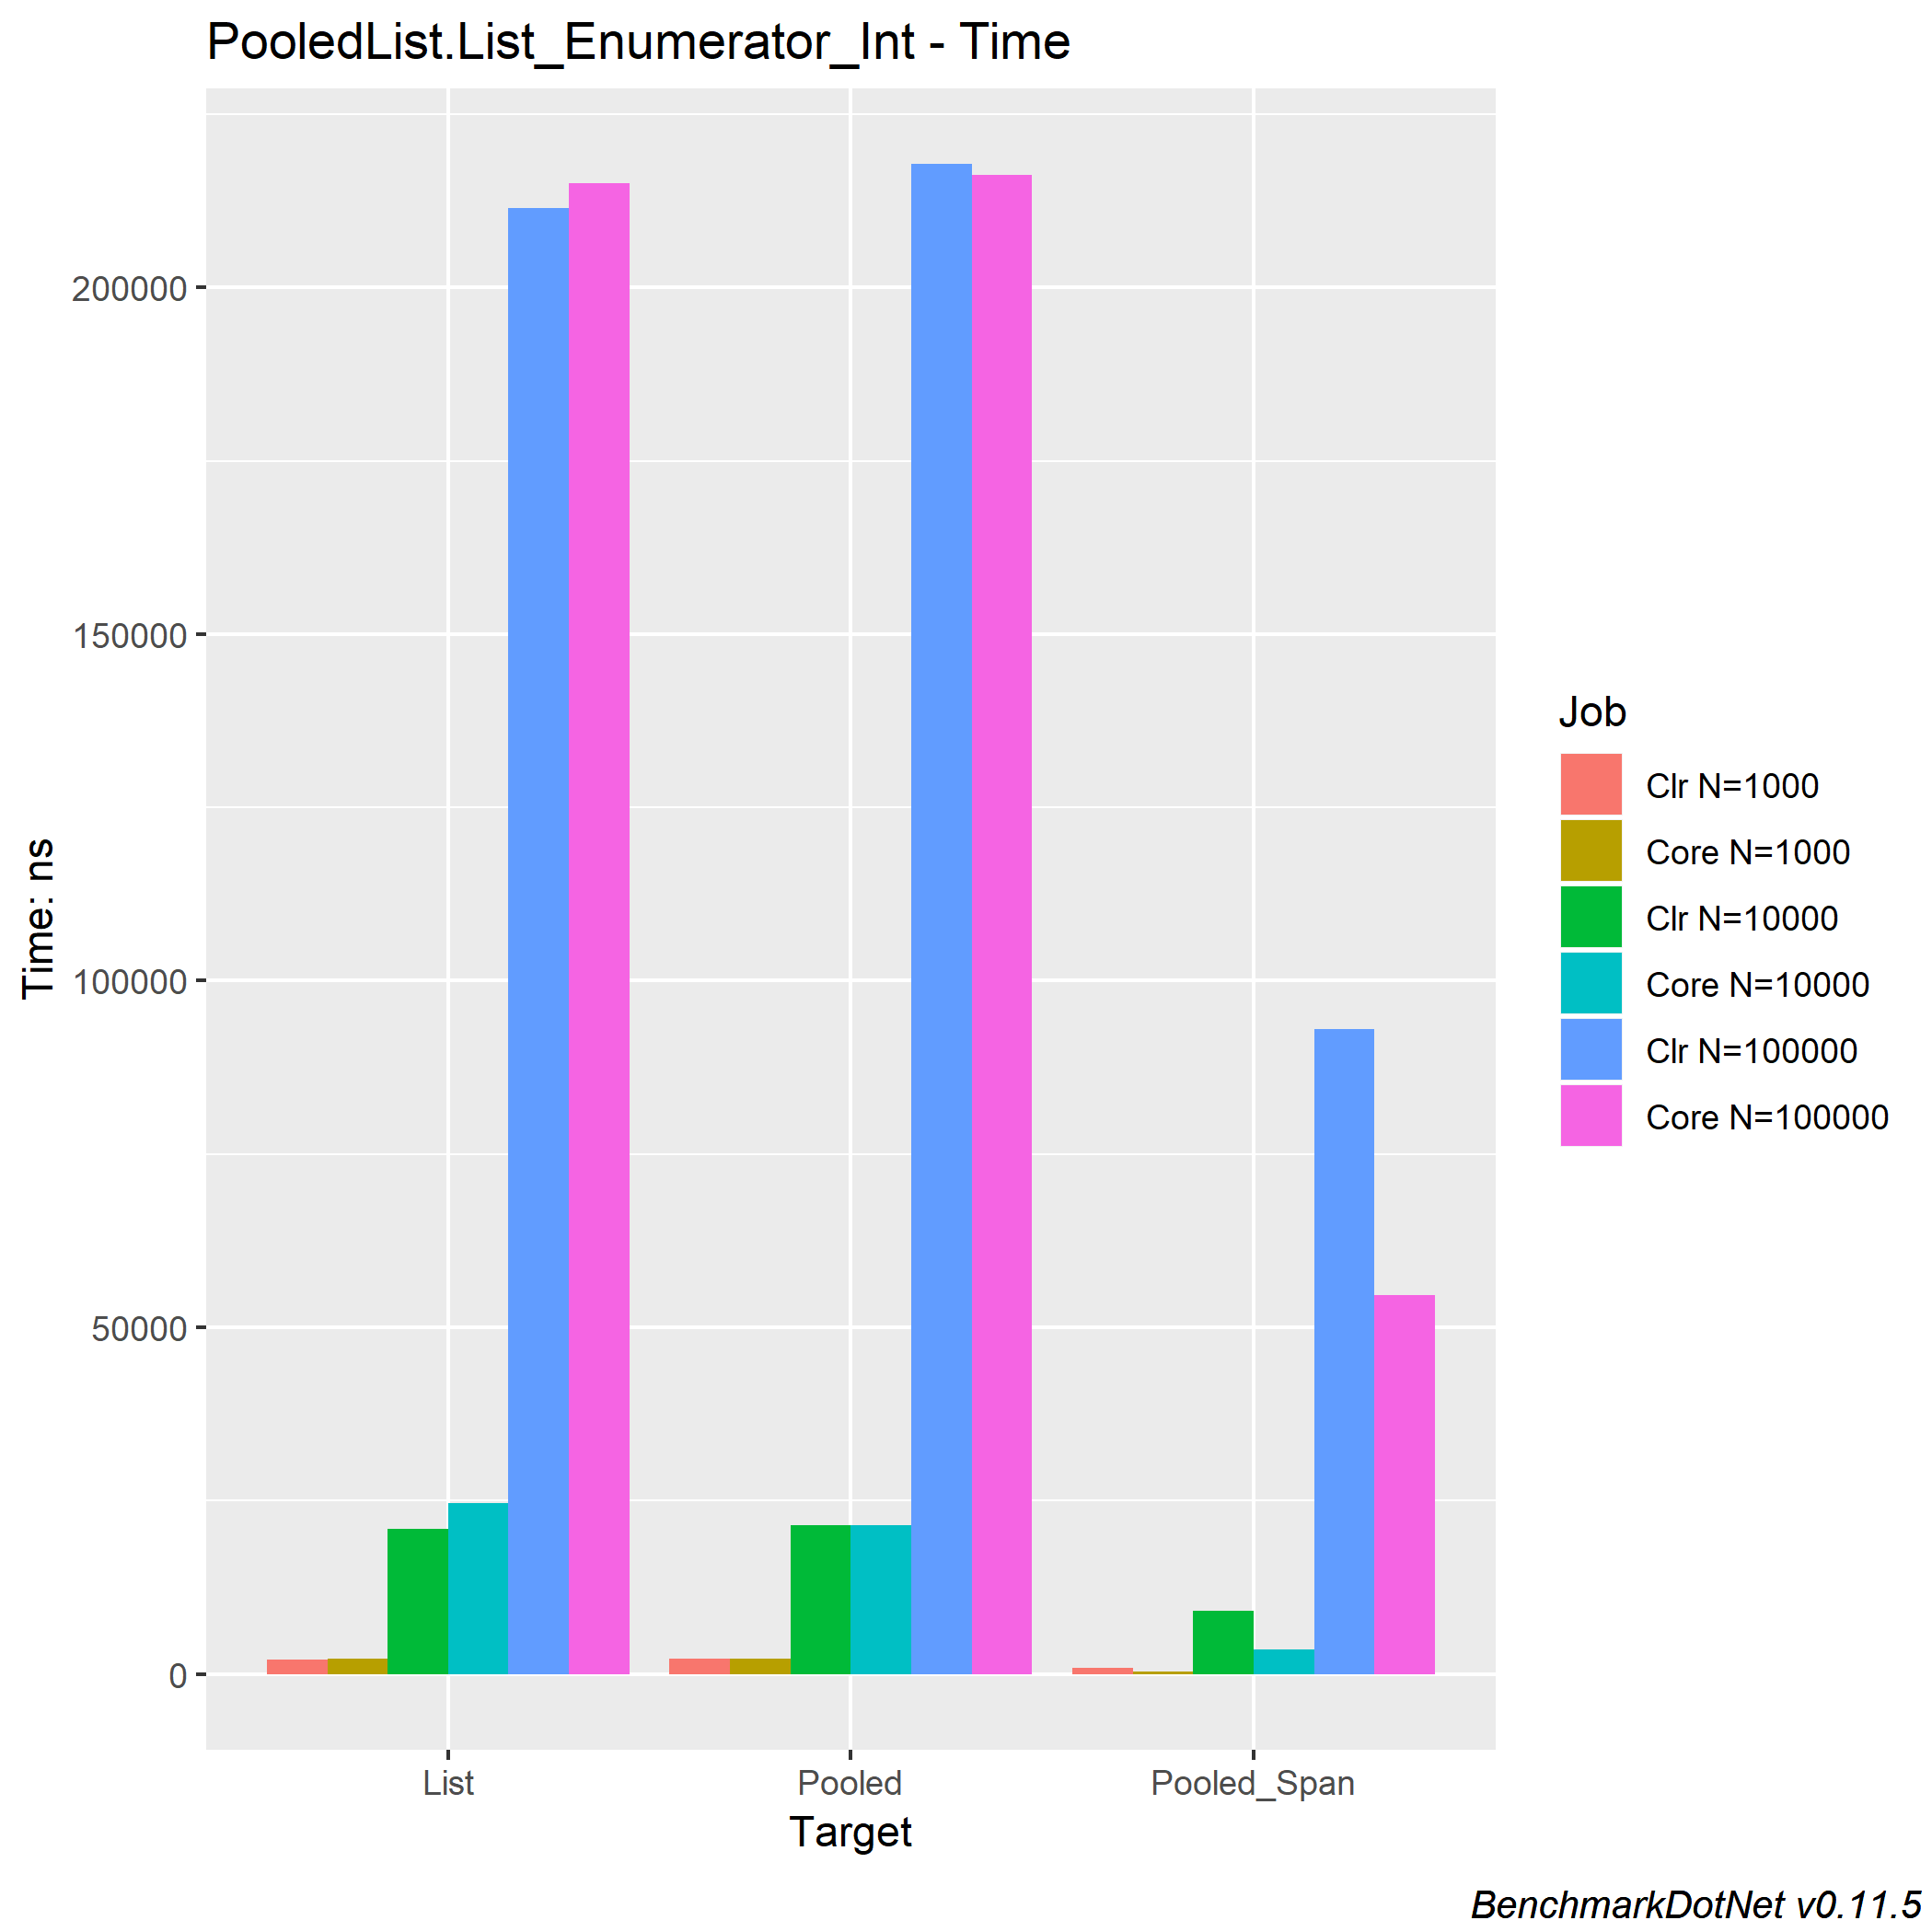 PooledList.List_Enumerator_Int - Time
Time: ns
200000
150000
100000
50000
0
List
Pooled
Pooled_Span
Target
Job
Clr N=1000
Core N=1000
Clr N=10000
Core N=10000
Clr N=100000
Core N=100000
BenchmarkDotNet v0.11.5